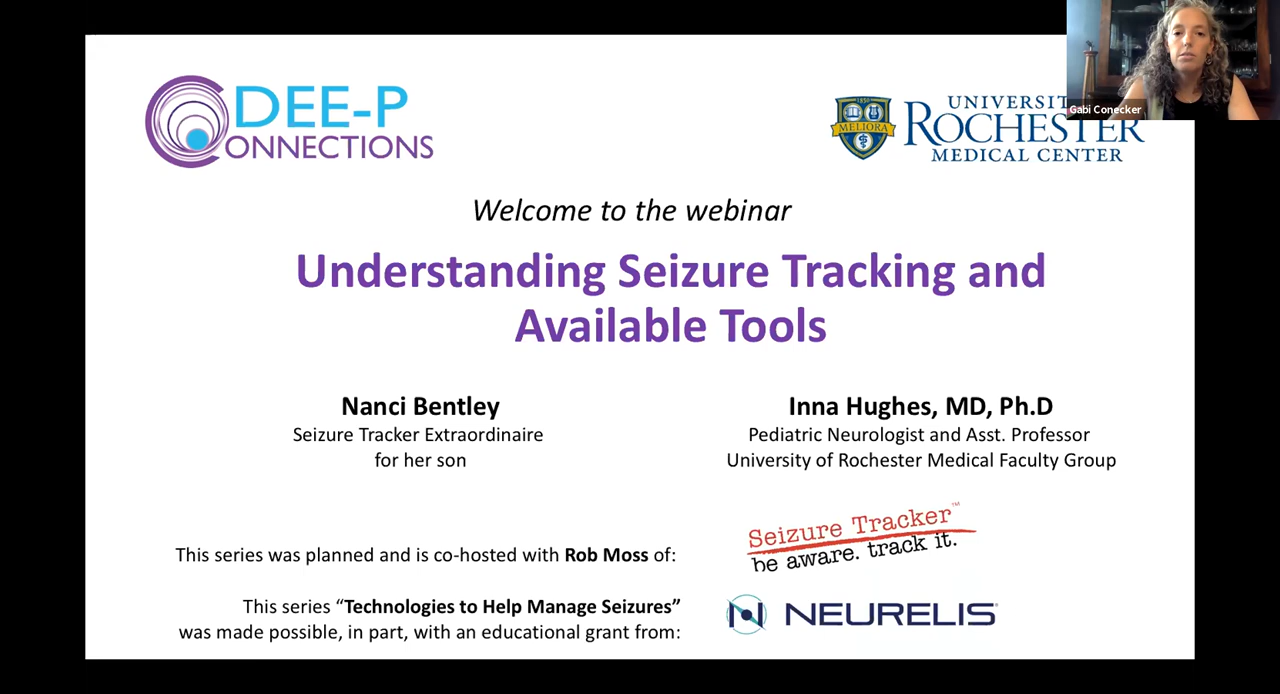 DEE-P
CONNECTIONS
MELIORA
ROCHESTER
MEDICAL CENTER
Gabi Conecker
Welcome to the webinar
Understanding Seizure Tracking and
Available Tools
Nanci Bentley
Seizure Tracker Extraordinaire
for her son
Inna Hughes, MD, Ph.D
Pediatric Neurologist and Asst. Professor
University of Rochester Medical Faculty Group
This series was planned and is co-hosted with Rob Moss of:
Seizure Tracker™
be aware. track it.
This series “Technologies to Help Manage Seizures”
was made possible, in part, with an educational grant from:
NEURELIS